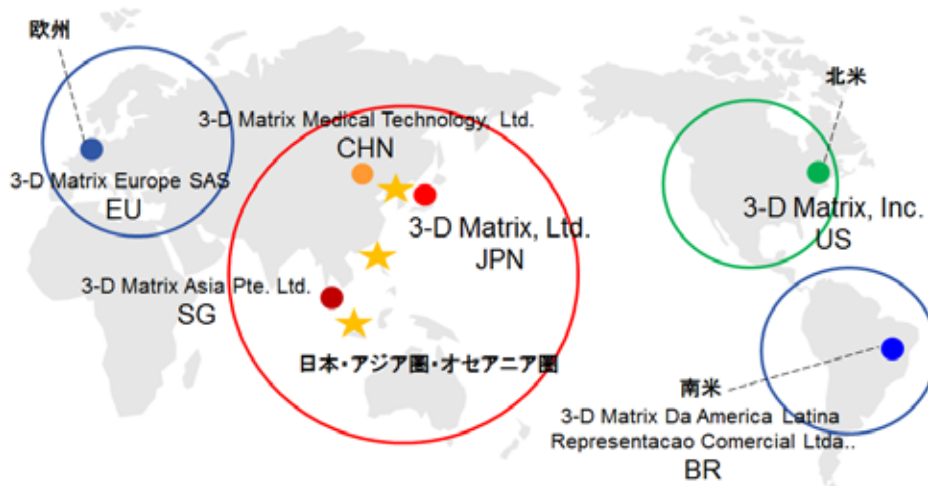 欧州
3-D Matrix Europe SAS
EU
3-D Matrix Medical Technology, Ltd.
CHN
3-D Matrix, Ltd.
JPN
3-D Matrix Asia Pte. Ltd.
SG
日本・アジア圏・オセアニア圏
北米
3-D Matrix, Inc.
US
南米
3-D Matrix Da America Latina
Representacao Comercial Ltda..
BR